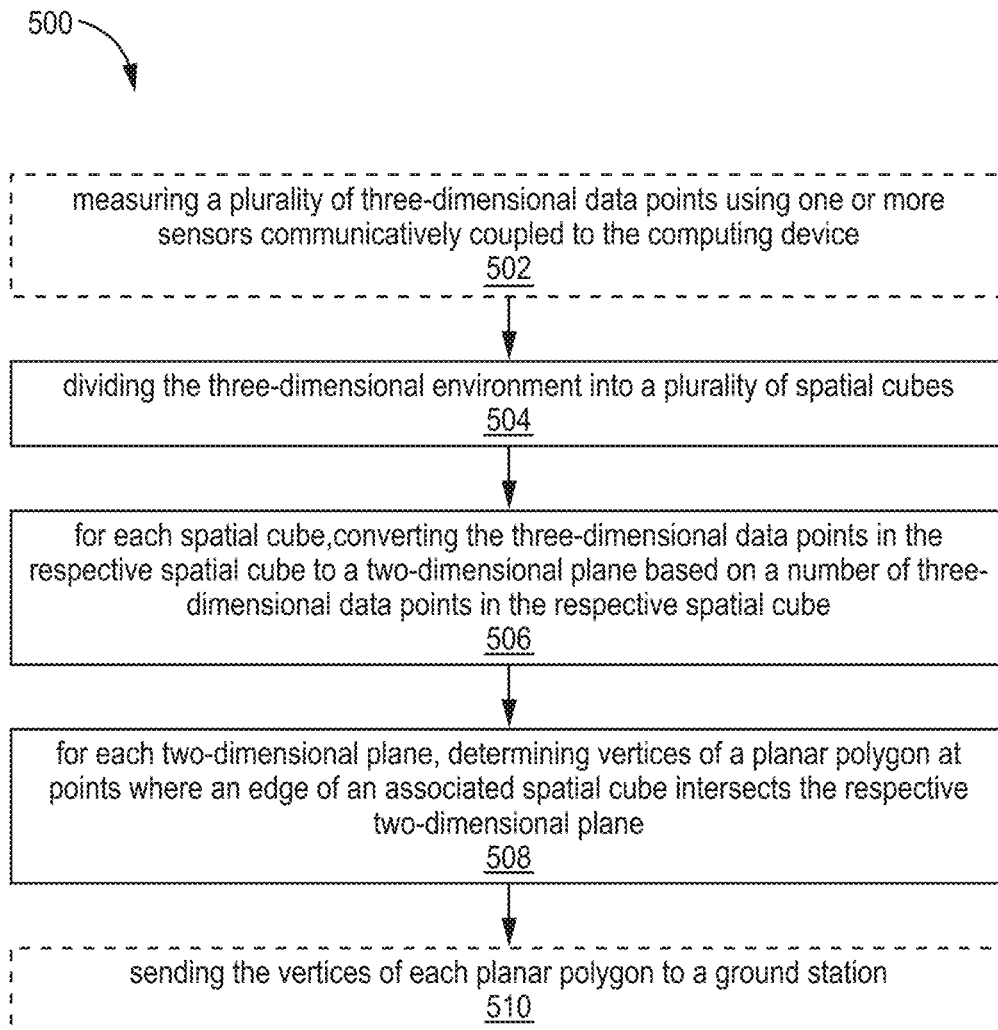 500
measuring a plurality of three-dimensional data points using one or more
sensors communicatively coupled to the computing device
502
dividing the three-dimensional environment into a plurality of spatial cubes
504
for each spatial cube,converting the three-dimensional data points in the
respective spatial cube to a two-dimensional plane based on a number of three-
dimensional data points in the respective spatial cube
506
for each two-dimensional plane, determining vertices of a planar polygon at
points where an edge of an associated spatial cube intersects the respective
two-dimensional plane
508
sending the vertices of each planar polygon to a ground station
510